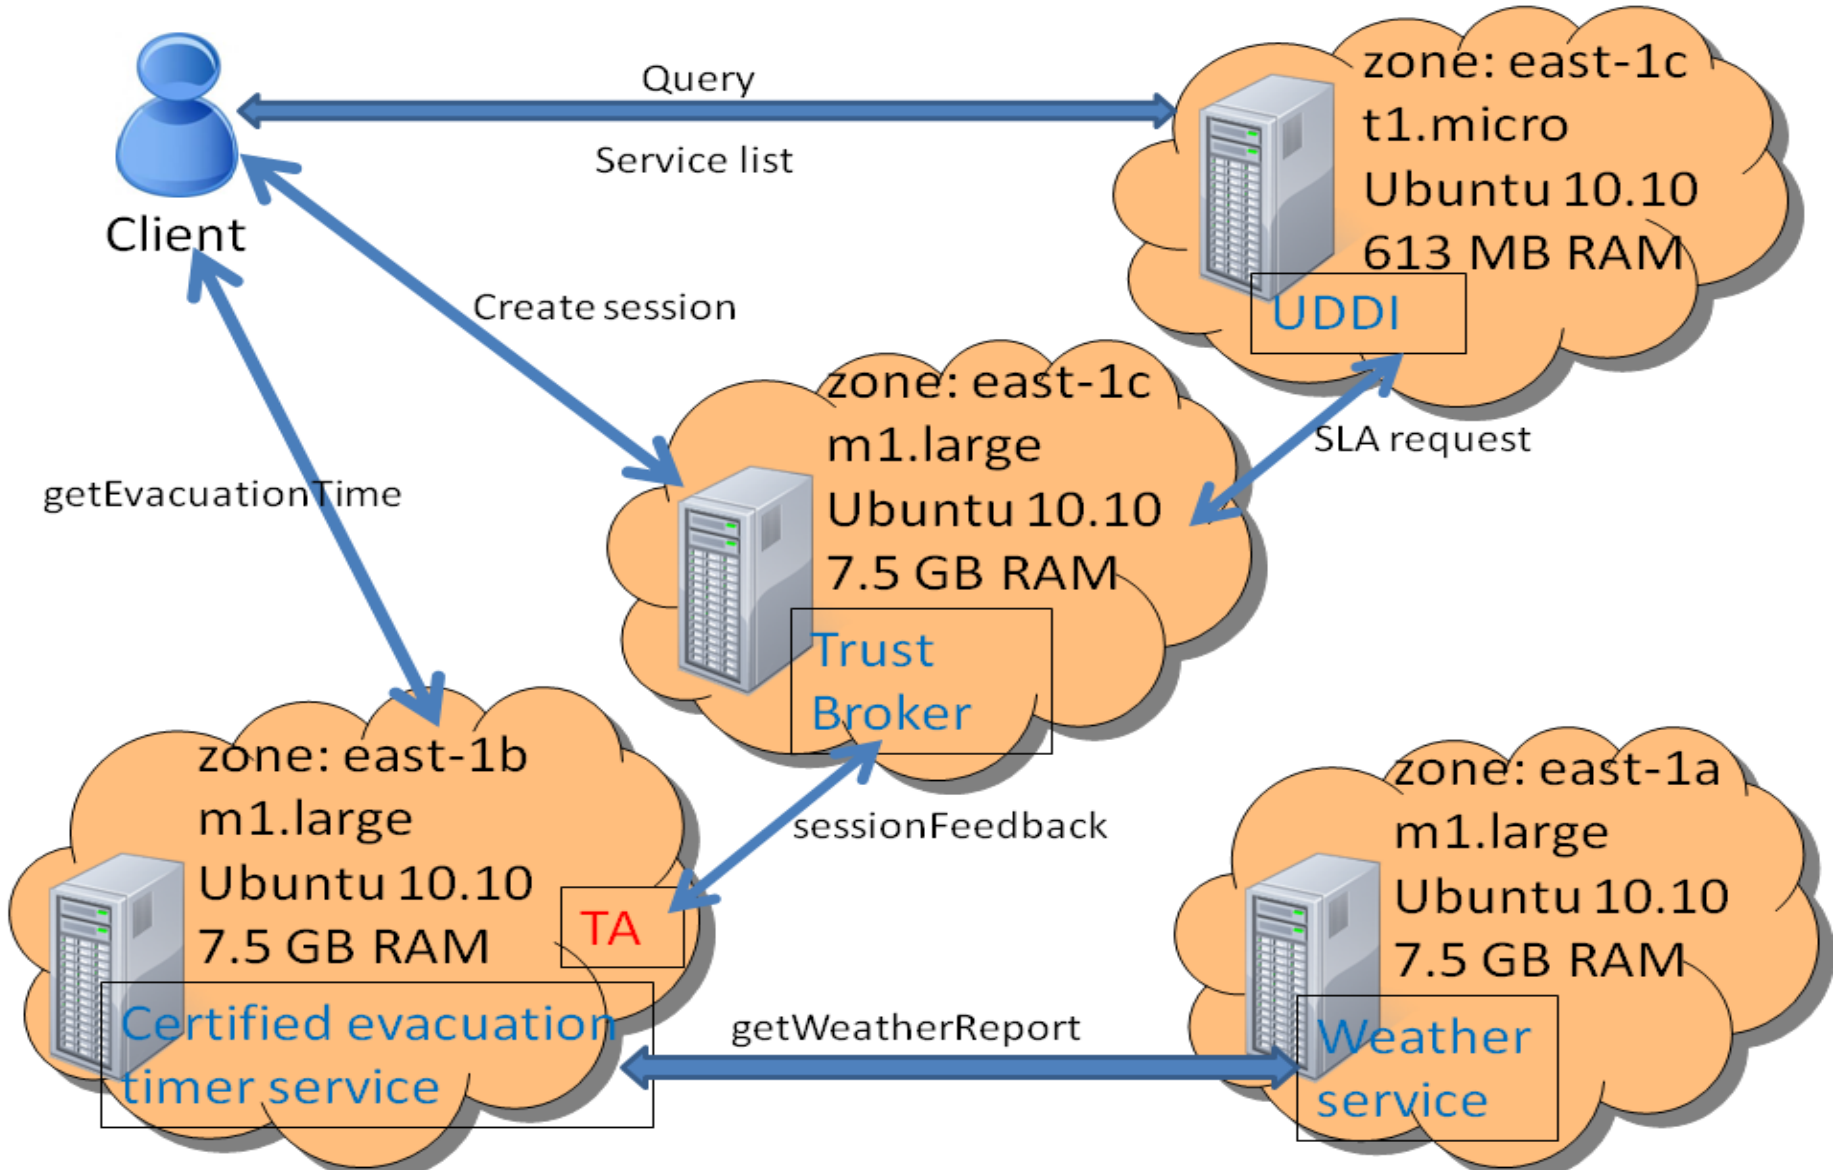 Query
Service list
Client
zone: east-1c
t1.micro
Ubuntu 10.10
613 MB RAM
UDDI
Create session
zone: east-1c
m1.large
Ubuntu 10.10
7.5 GB RAM
Trust
Broker
SLA request
getEvacuationTime
zone: east-1b
m1.large
Ubuntu 10.10
7.5 GB RAM
TA
Certified evacuation
timer service
sessionFeedback
getWeatherReport
zone: east-1a
m1.large
Ubuntu 10.10
7.5 GB RAM
Weather
service